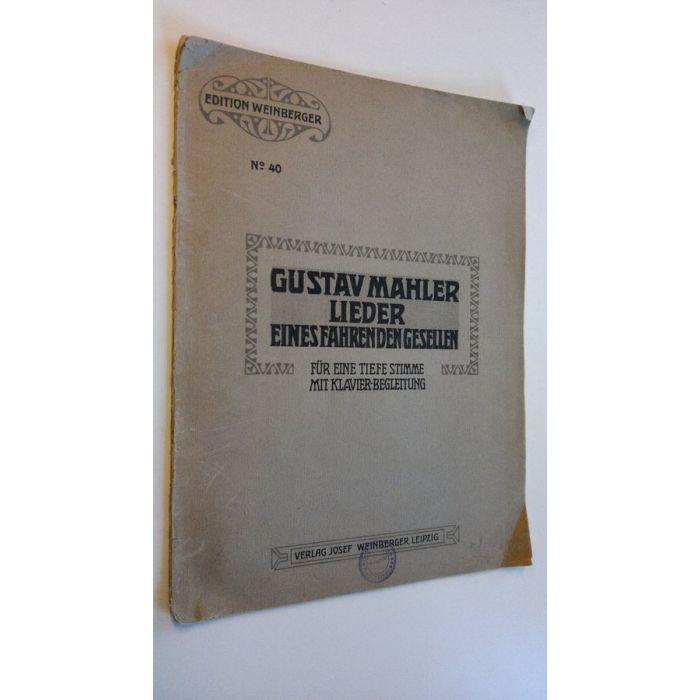 EDITION WEINBERGER
Nº 40
GUSTAV MAHLER
LIEDER
EINES FAHRENDEN GESELLEN
FÜR EINE TIEFE STIMME
MIT KLAVIER-BEGLEITUNG
VERLAG JOSEF WEINBERGER, LEIPZIG